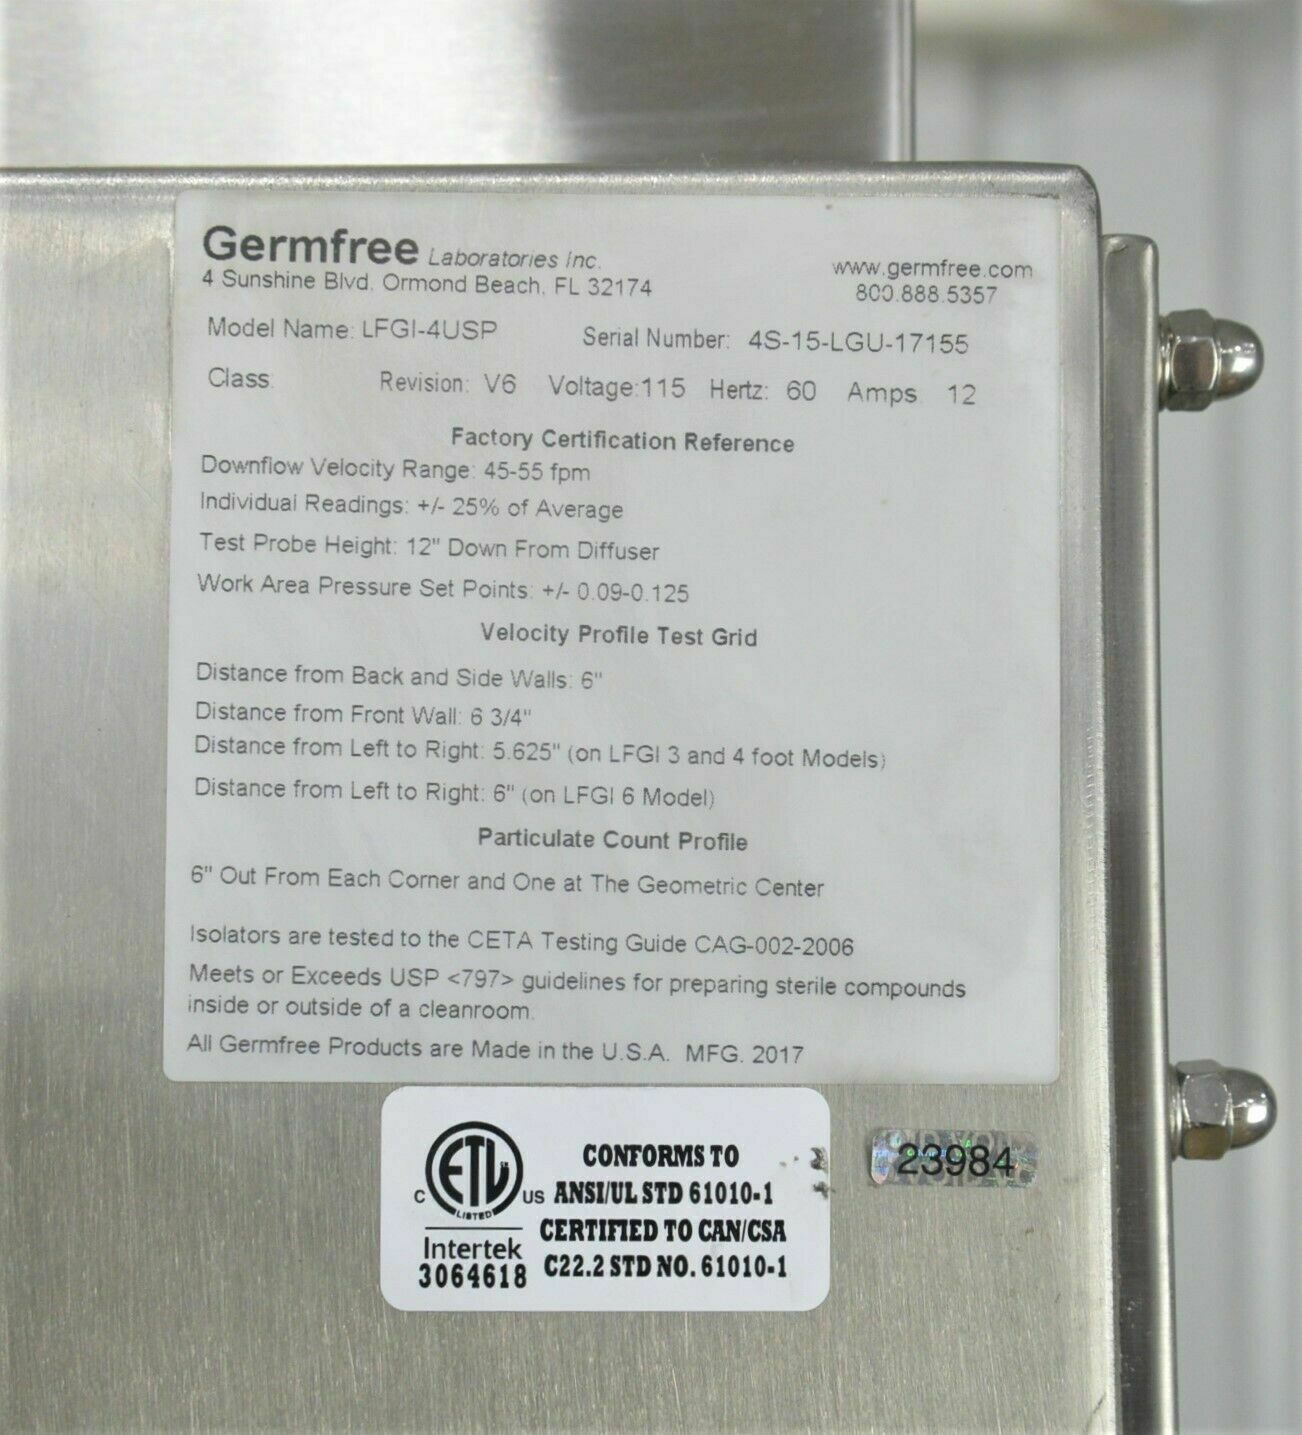 Germfree Laboratories Inc.
4 Sunshine Blvd. Ormond Beach, FL 32174
www.germfree.com
800.888.5357
Model Name: LFGI-4USP Serial Number: 4S-15-LGU-17155
Class: Revision: V6 Voltage:115 Hertz: 60 Amps 12
Factory Certification Reference
Downflow Velocity Range: 45-55 fpm
Individual Readings: +/- 25% of Average
Test Probe Height: 12" Down From Diffuser
Work Area Pressure Set Points: +/- 0.09-0.125
Velocity Profile Test Grid
Distance from Back and Side Walls: 6"
Distance from Front Wall: 6 3/4"
Distance from Left to Right: 5.625" (on LFGI 3 and 4 foot Models)
Distance from Left to Right: 6" (on LFGI 6 Model)
Particulate Count Profile
6" Out From Each Corner and One at The Geometric Center
Isolators are tested to the CETA Testing Guide CAG-002-2006
Meets or Exceeds USP <797> guidelines for preparing sterile compounds
inside or outside of a cleanroom.
All Germfree Products are Made in the U.S.A. MFG. 2017
C ETL US
LISTED
Intertek
3064618
CONFORMS TO
ANSI/UL STD 61010-1
CERTIFIED TO CAN/CSA
C22.2 STD NO. 61010-1
23984